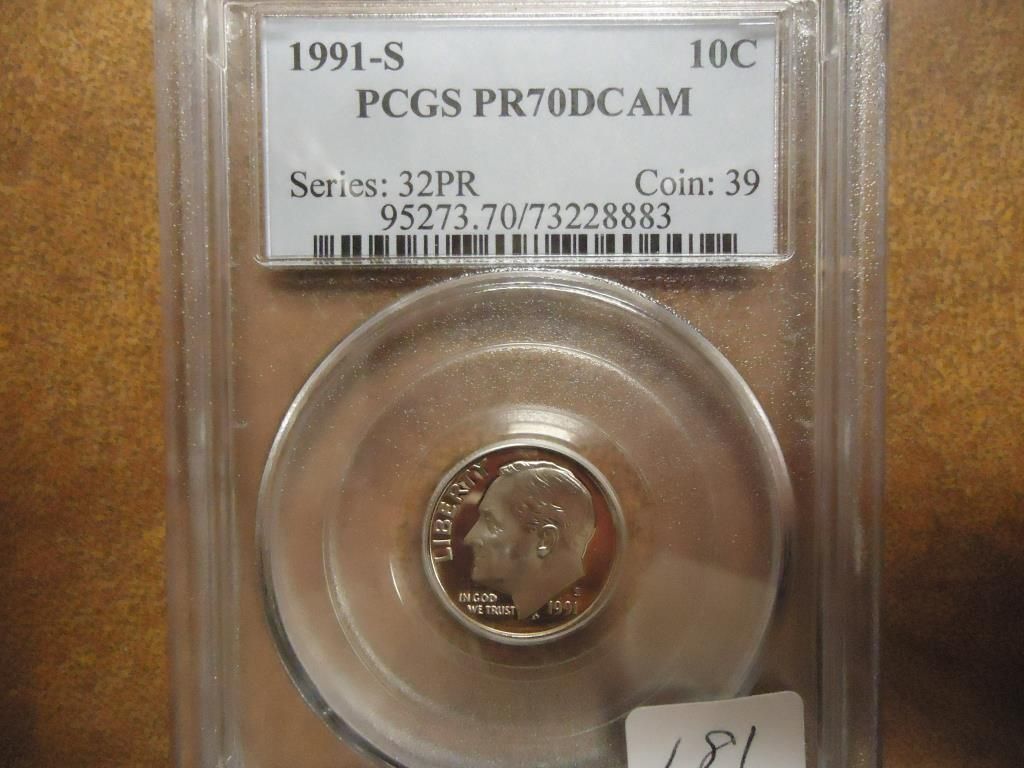 1991-S 10C
PCGS PR70DCAM
Series: 32PR Coin: 39
95273.70/73228883
LIBERTY
IN GOD
WE TRUST
S
1991
181